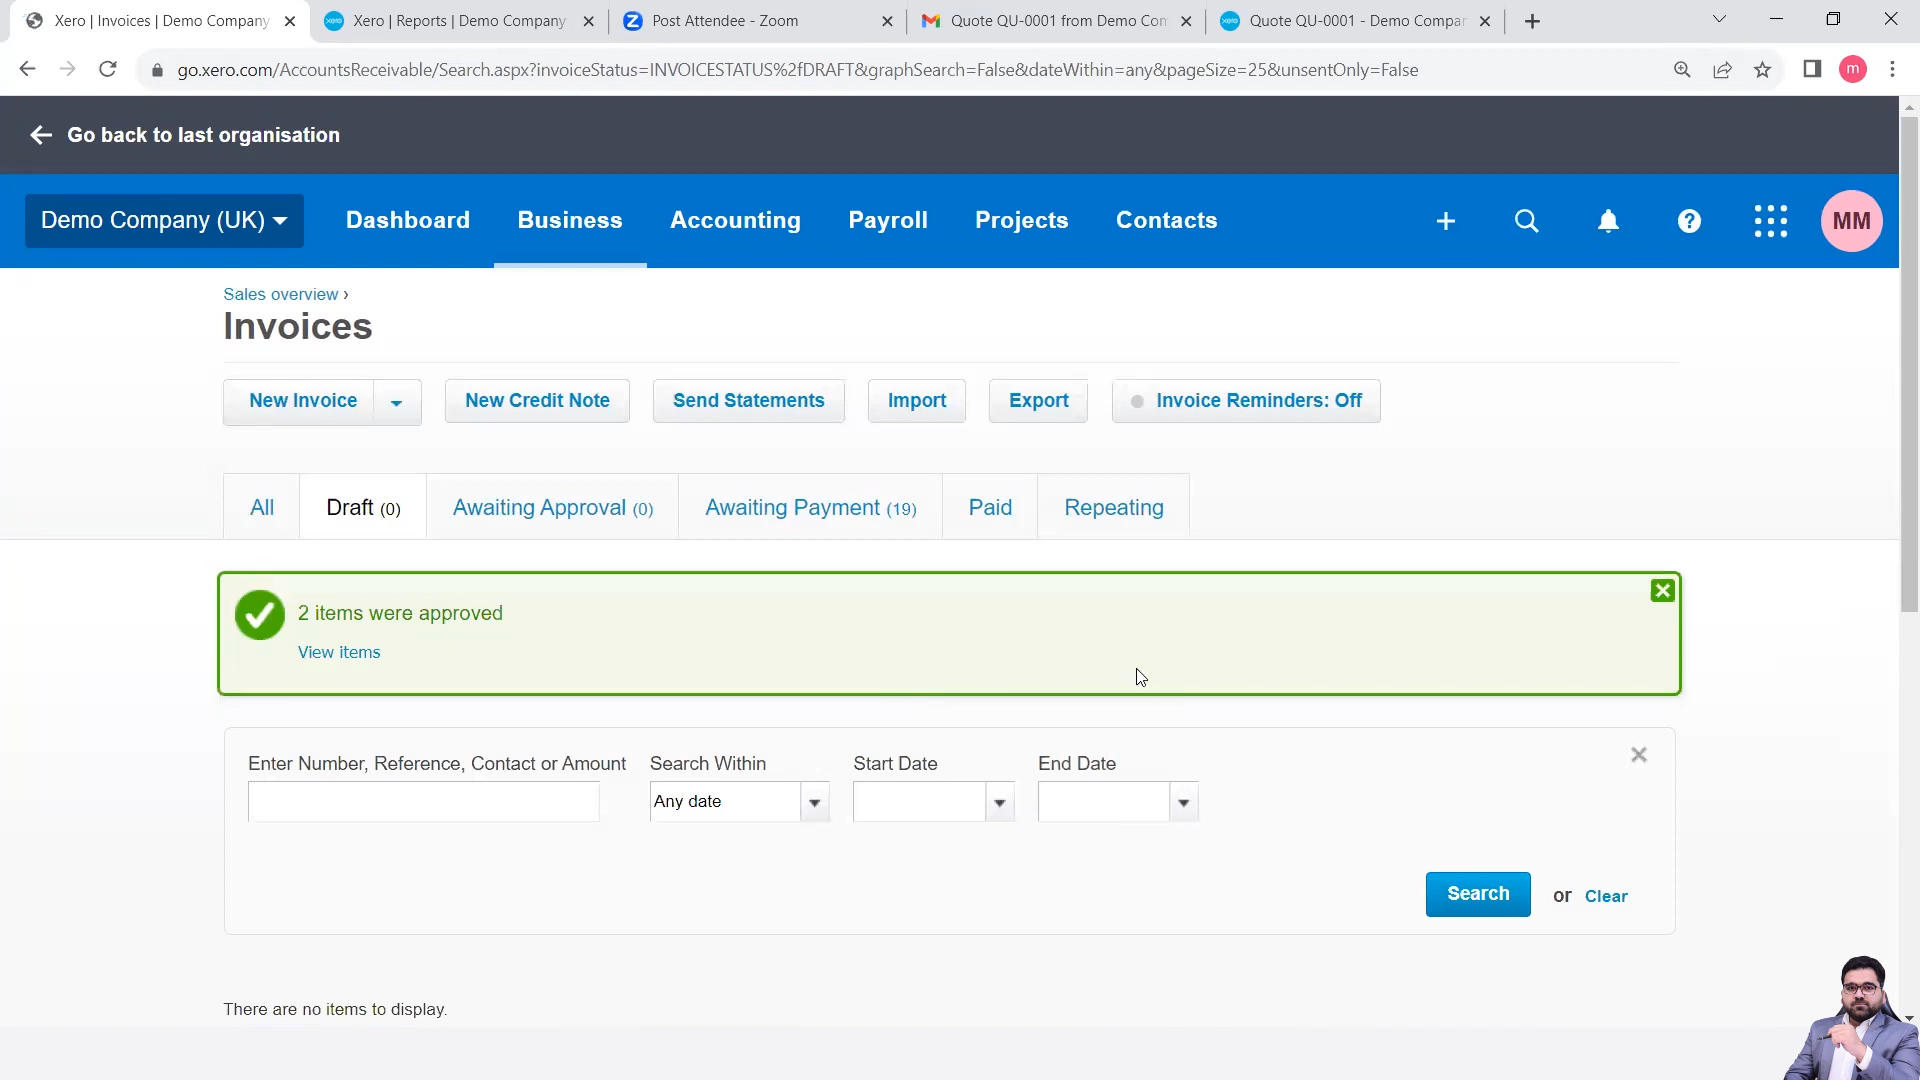 Xero | Invoices | Demo Company
Xero | Reports | Demo Company
Post Attendee - Zoom
Quote QU-0001 from Demo Con
Quote QU-0001 - Demo Compar
go.xero.com/AccountsReceivable/Search.aspx?invoiceStatus=INVOICESTATUS%2fDRAFT&graphSearch=False&dateWithin=any&pageSize=25&unsentOnly=False
m
Go back to last organisation
Demo Company (UK)
Dashboard
Business
Accounting
Payroll
Projects
Contacts
MM
Sales overview ›
Invoices
New Invoice
New Credit Note
Send Statements
Import
Export
Invoice Reminders: Off
All
Draft (0)
Awaiting Approval (0)
Awaiting Payment (19)
Paid
Repeating
2 items were approved
View items
Enter Number, Reference, Contact or Amount
Search Within
Start Date
End Date
Any date
Search
or Clear
There are no items to display.